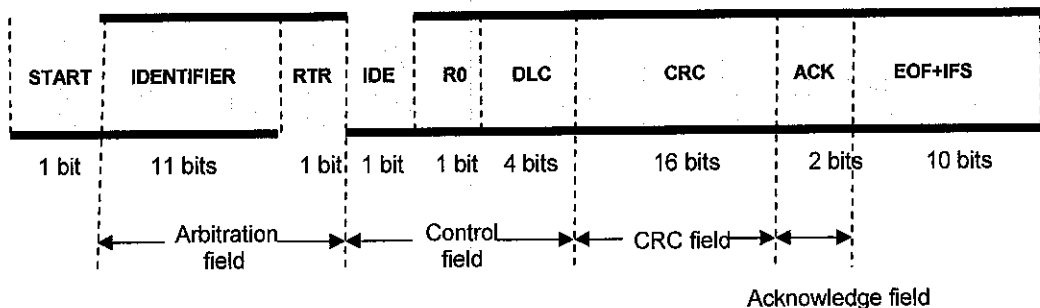 START IDENTIFIER RTR IDE R0 DLC CRC ACK EOF+IFS
1 bit 11 bits 1 bit 1 bit 1 bit 4 bits 16 bits 2 bits 10 bits
Arbitration field Control field CRC field
Acknowledge field